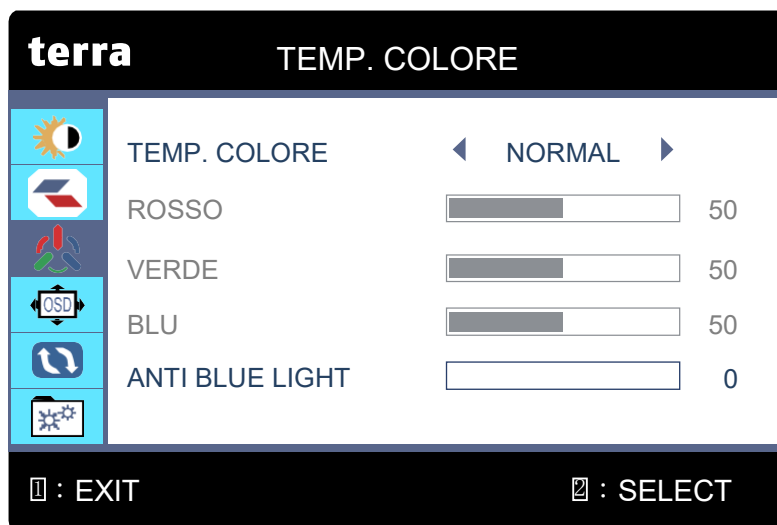 terra TEMP. COLORE
TEMP. COLORE NORMAL
ROSSO 50
VERDE 50
OSD
BLU 50
ANTI BLUE LIGHT 0
1 : EXIT 2 : SELECT